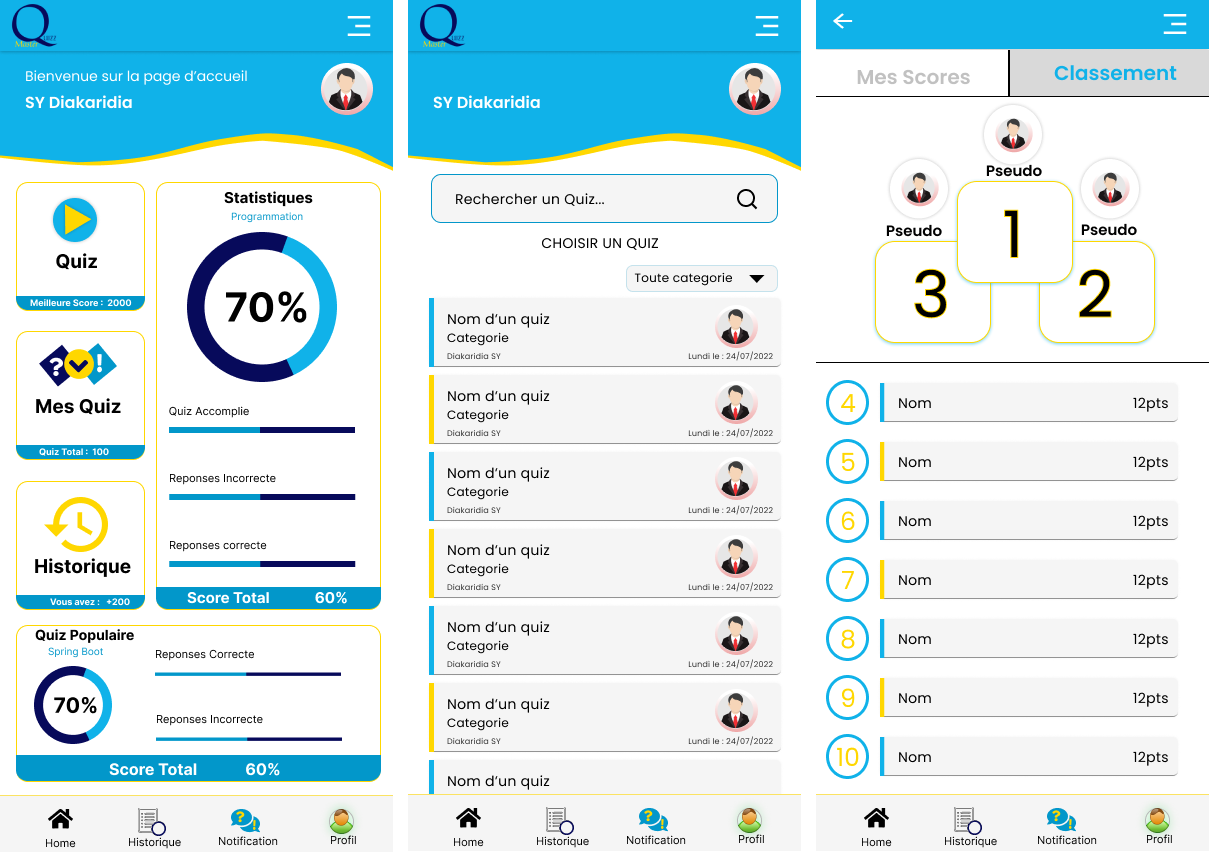 Q
UIZZ
Master
Bienvenue sur la page d’accueil
SY Diakaridia
Quiz
Meilleure Score : 2000
Mes Quiz
Quiz Total : 100
Historique
Vous avez : +200
Statistiques
Programmation
70%
Quiz Accomplie
Reponses Incorrecte
Reponses correcte
Score Total 60%
Quiz Populaire
Spring Boot
70%
Reponses Correcte
Reponses Incorrecte
Score Total 60%
Home
Historique
Notification
Profil
Q
UIZZ
Master
SY Diakaridia
Rechercher un Quiz...
CHOISIR UN QUIZ
Toute categorie
Nom d’un quiz
Categorie
Diakaridia SY Lundi le : 24/07/2022
Nom d’un quiz
Categorie
Diakaridia SY Lundi le : 24/07/2022
Nom d’un quiz
Categorie
Diakaridia SY Lundi le : 24/07/2022
Nom d’un quiz
Categorie
Diakaridia SY Lundi le : 24/07/2022
Nom d’un quiz
Categorie
Diakaridia SY Lundi le : 24/07/2022
Nom d’un quiz
Categorie
Diakaridia SY Lundi le : 24/07/2022
Nom d’un quiz
Home
Historique
Notification
Profil
Mes Scores
Classement
Pseudo
Pseudo
Pseudo
1
3
2
4 Nom 12pts
5 Nom 12pts
6 Nom 12pts
7 Nom 12pts
8 Nom 12pts
9 Nom 12pts
10 Nom 12pts
Home
Historique
Notification
Profil